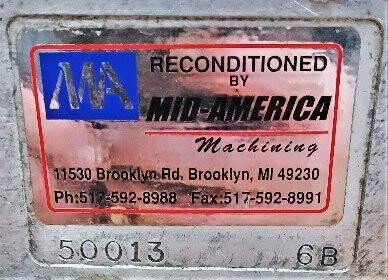 MA
RECONDITIONED
BY
MID-AMERICA
Machining
11530 Brooklyn Rd. Brooklyn, MI 49230
Ph:517-592-8988 Fax:517-592-8991
50013 6B